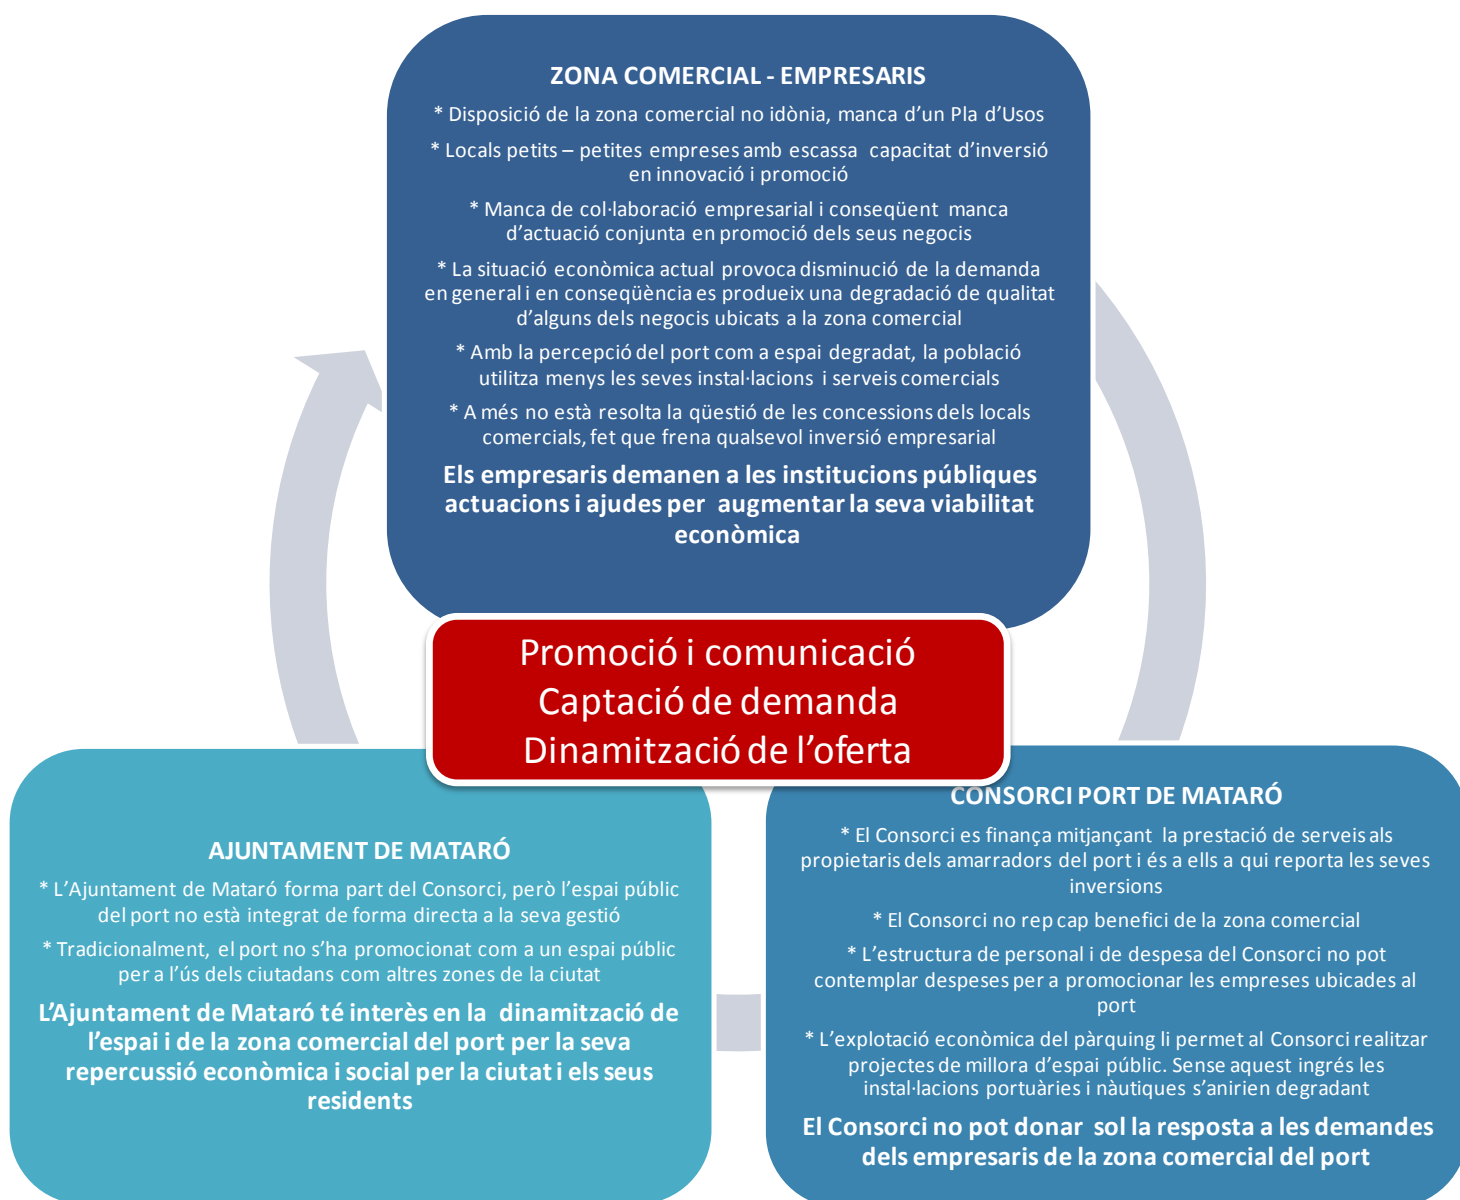 ZONA COMERCIAL - EMPRESARIS
* Disposició de la zona comercial no idònia, manca d’un Pla d’Usos
* Locals petits – petites empreses amb escassa capacitat d’inversió
en innovació i promoció
* Manca de col·laboració empresarial i conseqüent manca
d’actuació conjunta en promoció dels seus negocis
* La situació econòmica actual provoca disminució de la demanda
en general i en conseqüència es produeix una degradació de qualitat
d’alguns dels negocis ubicats a la zona comercial
* Amb la percepció del port com a espai degradat, la població
utilitza menys les seves instal·lacions i serveis comercials
* A més no està resolta la qüestió de les concessions dels locals
comercials, fet que frena qualsevol inversió empresarial
Els empresaris demanen a les institucions públiques
actuacions i ajudes per augmentar la seva viabilitat
econòmica
Promoció i comunicació
Captació de demanda
Dinamització de l’oferta
AJUNTAMENT DE MATARÓ
* L’Ajuntament de Mataró forma part del Consorci, però l’espai públic
del port no està integrat de forma directa a la seva gestió
* Tradicionalment, el port no s’ha promocionat com a un espai públic
per a l’ús dels ciutadans com altres zones de la ciutat
L’Ajuntament de Mataró té interès en la dinamització de
l’espai i de la zona comercial del port per la seva
repercussió econòmica i social per la ciutat i els seus
residents
CONSORCI PORT DE MATARÓ
* El Consorci es finança mitjançant la prestació de serveis als
propietaris dels amarradors del port i és a ells a qui reporta les seves
inversions
* El Consorci no rep cap benefici de la zona comercial
* L’estructura de personal i de despesa del Consorci no pot
contemplar despeses per a promocionar les empreses ubicades al
port
* L’explotació econòmica del pàrquing li permet al Consorci realitzar
projectes de millora d’espai públic. Sense aquest ingrés les
instal·lacions portuàries i nàutiques s’anirien degradant
El Consorci no pot donar sol la resposta a les demandes
dels empresaris de la zona comercial del port